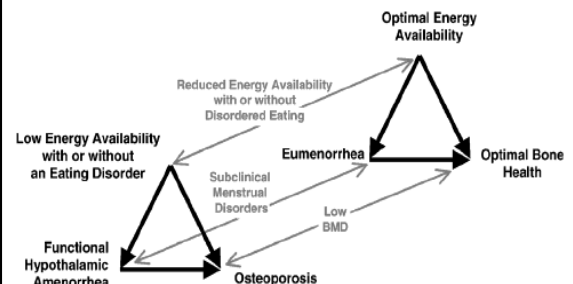 Optimal Energy
Availability
Reduced Energy Availability
with or without
Disordered Eating
Low Energy Availability
with or without
an Eating Disorder
Eumenorrhea
Optimal Bone
Health
Subclinical
Menstrual
Disorders
Low
BMD
Functional
Hypothalamic
Amenorrhea
Osteoporosis